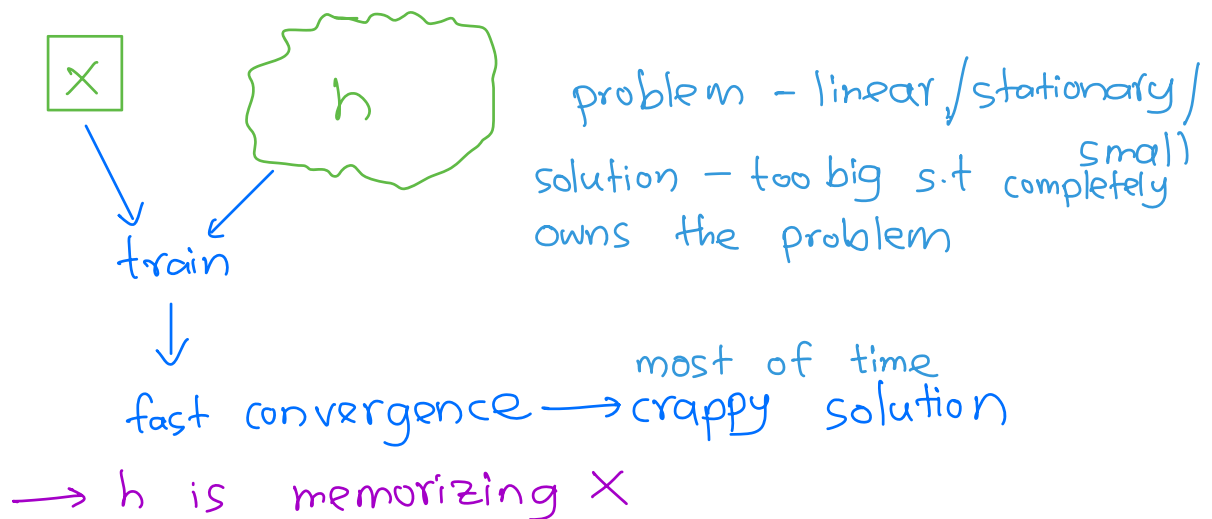 x
h
problem - linear/stationary/
small
solution - too big s.t completely
owns the problem
train
most of time
fast convergence → crappy solution
→ h is memorizing x